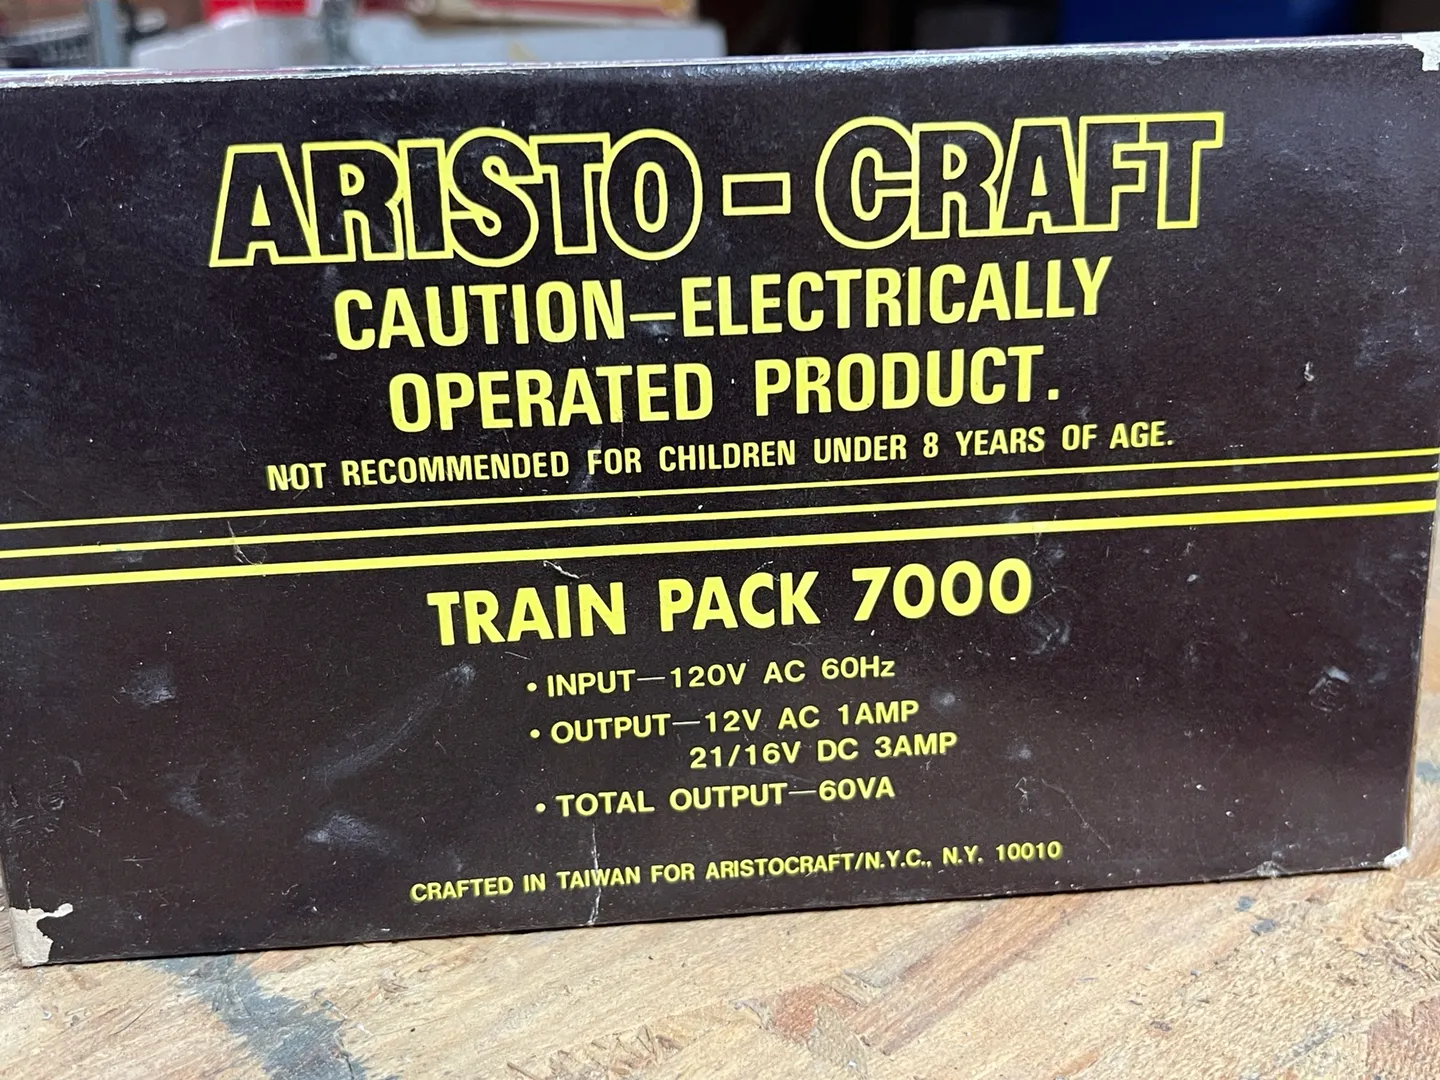 ARISTO-CRAFT
CAUTION—ELECTRICALLY
OPERATED PRODUCT.
NOT RECOMMENDED FOR CHILDREN UNDER 8 YEARS OF AGE.
TRAIN PACK 7000
• INPUT—120V AC 60Hz
• OUTPUT—12V AC 1AMP
21/16V DC 3AMP
• TOTAL OUTPUT—60VA
CRAFTED IN TAIWAN FOR ARISTOCRAFT/N.Y.C., N.Y. 10010